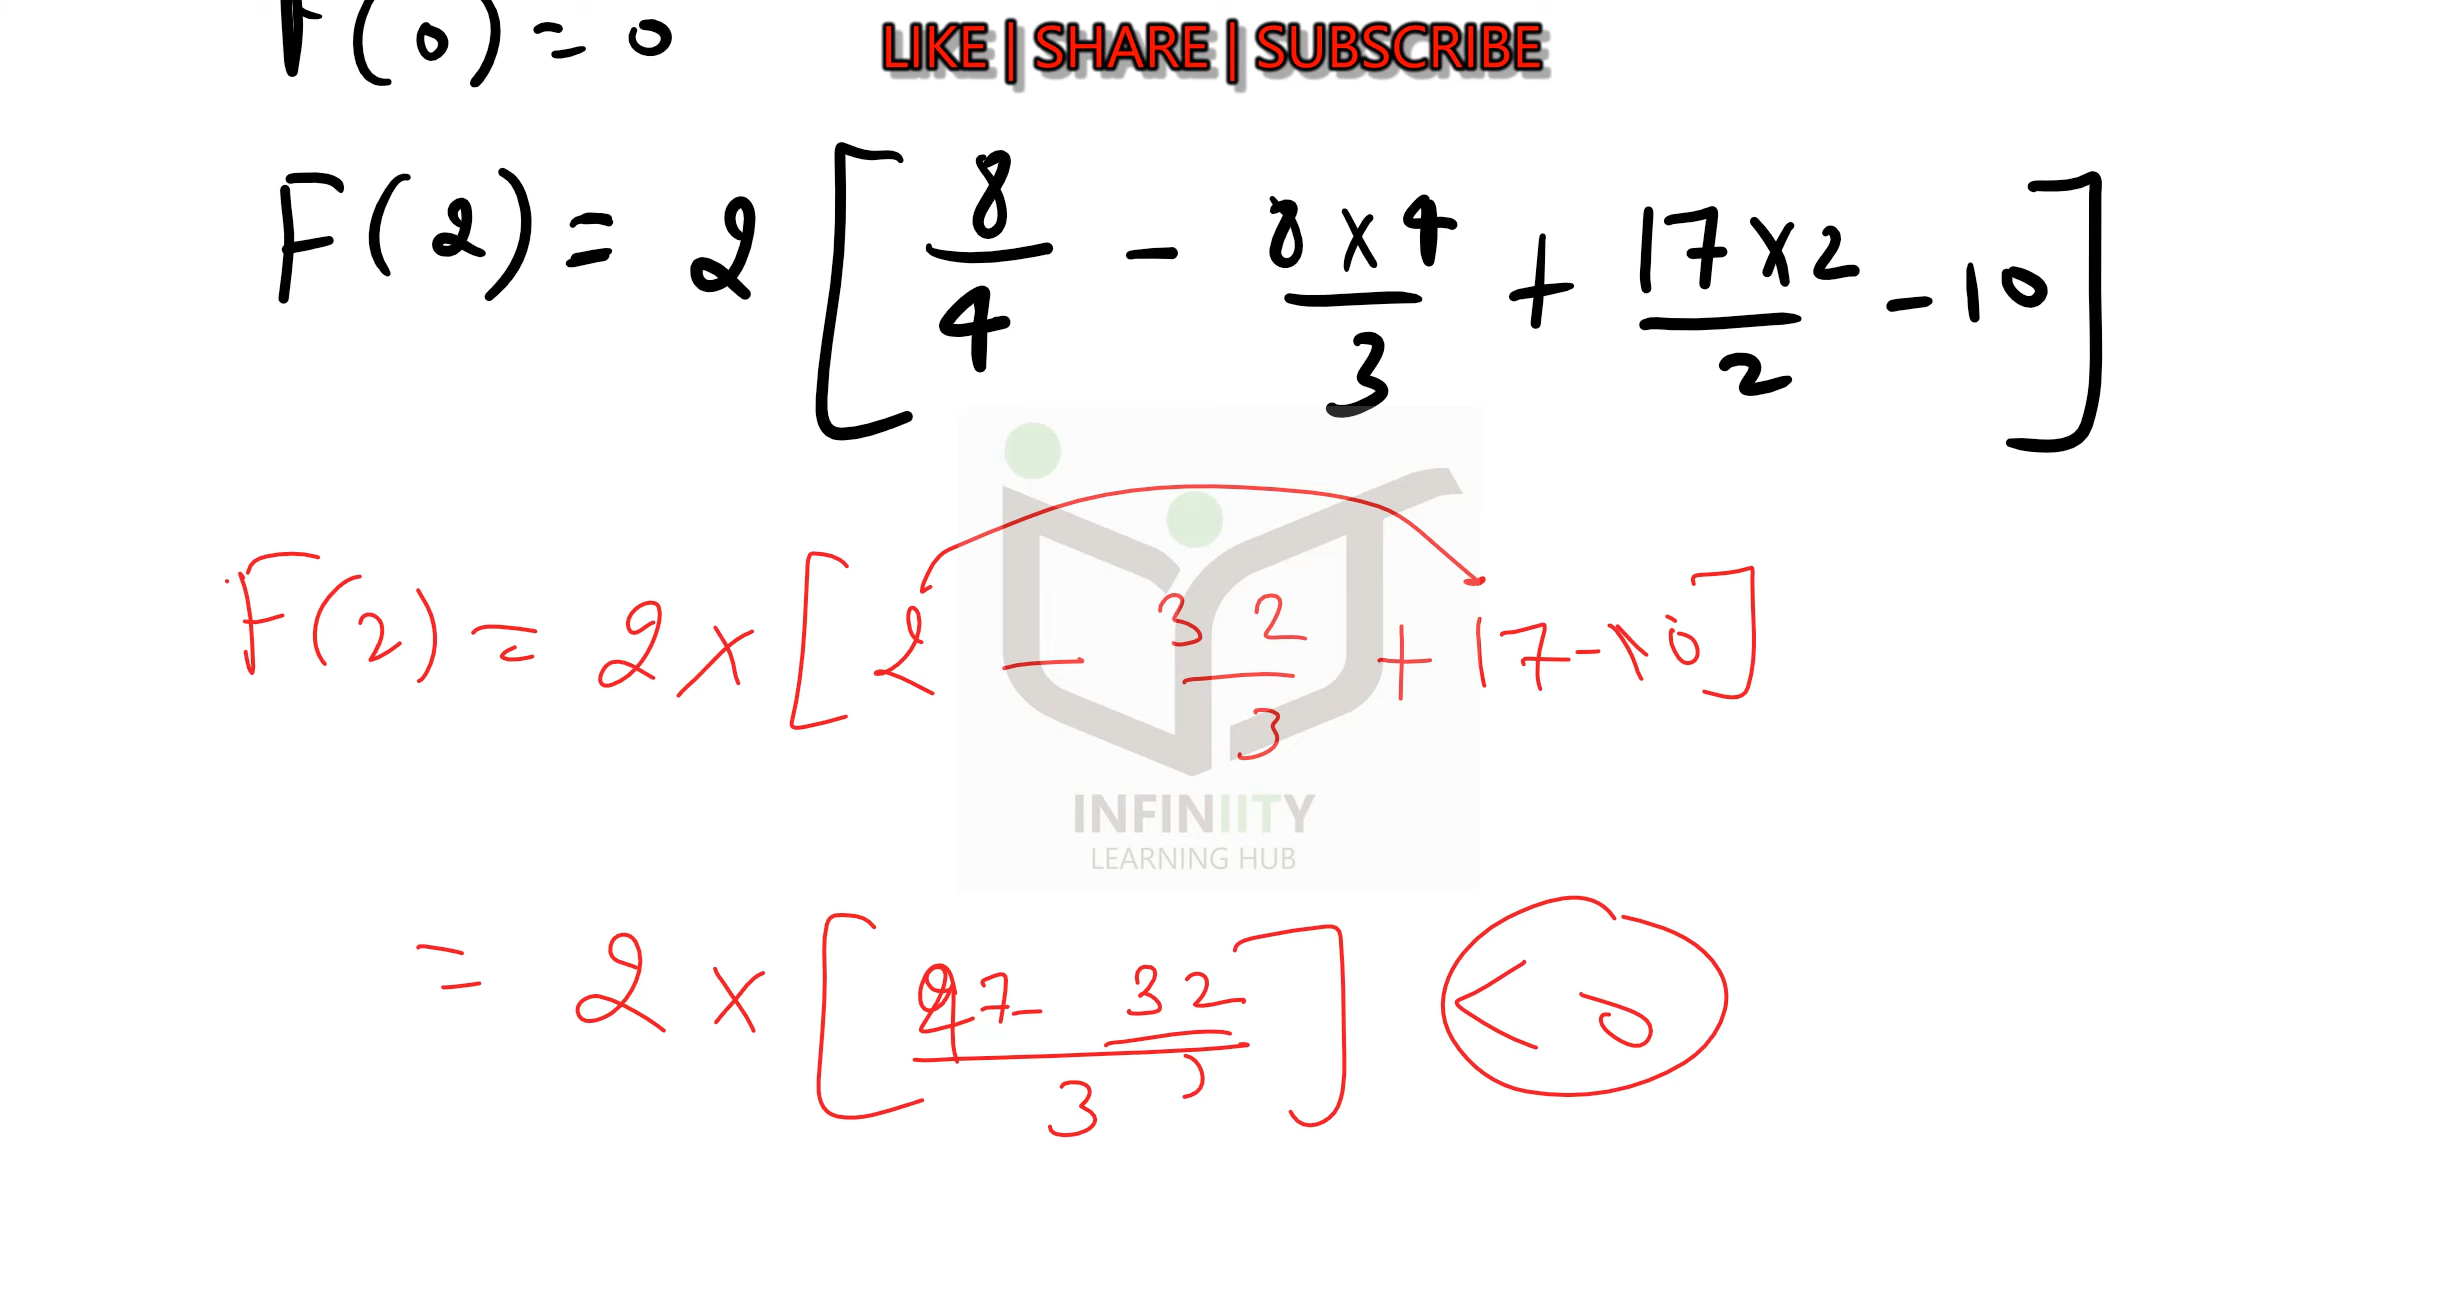 F(0) = 0
LIKE | SHARE | SUBSCRIBE
F(2) = 2 [ 8/4 - 8×4/3 + 17×2/2 - 10 ]
F(2) = 2 × [ 2 - 32/3 + 17 - 10 ]
INFINIITY
LEARNING HUB
= 2 × [ 27 - 32 / 3 ] < 0